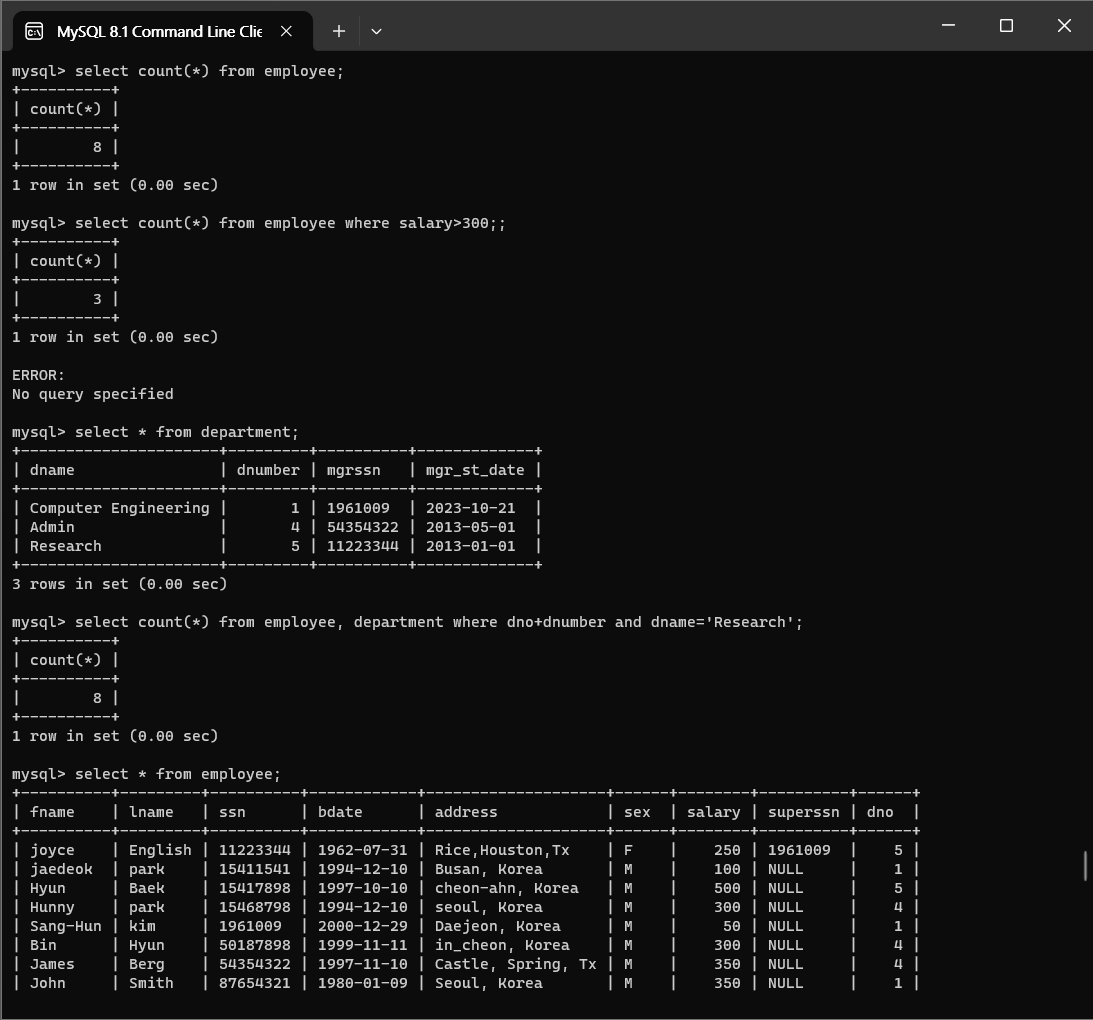 MySQL 8.1 Command Line Clie
mysql> select count(*) from employee;
+----------+
| count(*) |
+----------+
|        8 |
+----------+
1 row in set (0.00 sec)

mysql> select count(*) from employee where salary>300;;
+----------+
| count(*) |
+----------+
|        3 |
+----------+
1 row in set (0.00 sec)

ERROR:
No query specified

mysql> select * from department;
+----------------------+---------+----------+-------------+
| dname                | dnumber | mgrssn   | mgr_st_date |
+----------------------+---------+----------+-------------+
| Computer Engineering |       1 | 1961009  | 2023-10-21  |
| Admin                |       4 | 54354322 | 2013-05-01  |
| Research             |       5 | 11223344 | 2013-01-01  |
+----------------------+---------+----------+-------------+
3 rows in set (0.00 sec)

mysql> select count(*) from employee, department where dno+dnumber and dname='Research';
+----------+
| count(*) |
+----------+
|        8 |
+----------+
1 row in set (0.00 sec)

mysql> select * from employee;
+----------+---------+----------+------------+--------------------+------+--------+----------+------+
| fname    | lname   | ssn      | bdate      | address            | sex  | salary | superssn | dno  |
+----------+---------+----------+------------+--------------------+------+--------+----------+------+
| joyce    | English | 11223344 | 1962-07-31 | Rice,Houston,Tx    | F    |    250 | 1961009  |    5 |
| jaedeok  | park    | 15411541 | 1994-12-10 | Busan, Korea       | M    |    100 | NULL     |    1 |
| Hyun     | Baek    | 15417898 | 1997-10-10 | cheon-ahn, Korea   | M    |    500 | NULL     |    5 |
| Hunny    | park    | 15468798 | 1994-12-10 | seoul, Korea       | M    |    300 | NULL     |    4 |
| Sang-Hun | kim     | 1961009  | 2000-12-29 | Daejeon, Korea     | M    |     50 | NULL     |    1 |
| Bin      | Hyun    | 50187898 | 1999-11-11 | in_cheon, Korea    | M    |    300 | NULL     |    4 |
| James    | Berg    | 54354322 | 1997-11-10 | Castle, Spring, Tx | M    |    350 | NULL     |    4 |
| John     | Smith   | 87654321 | 1980-01-09 | Seoul, Korea       | M    |    350 | NULL     |    1 |